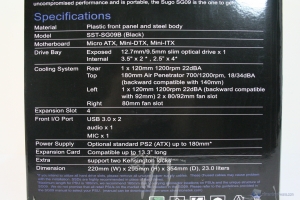 uncompromised performance and is portable, the Sugo SG09 is the one to get
Specifications
Material Plastic front panel and steel body
Model SST-SG09B (Black)
Motherboard Micro ATX, Mini-DTX, Mini-ITX
Drive Bay Exposed 12.7mm/9.5mm slim optical drive x 1
Internal 3.5" x 2 , 2.5" x 4
Cooling System Rear 1 x 120mm 1200rpm 22dBA
Top 180mm Air Penetrator 700/1200rpm, 18/34dBA
(backward compatible with 140mm)
Left 1 x 120mm 1200rpm 22dBA (backward compatible
with 92mm) 2 x 80/92mm fan slot
Right 80mm fan slot
Expansion Slot 4
Front I/O Port USB 3.0 x 2
audio x 1
MIC x 1
Power Supply Optional standard PS2 (ATX) up to 180mm*
Expansion Card Compatible up to 13.3" long
Extra support two Kensington locks
Dimension 220mm (W) x 295mm (H) x 354mm (D), 23.0 liters